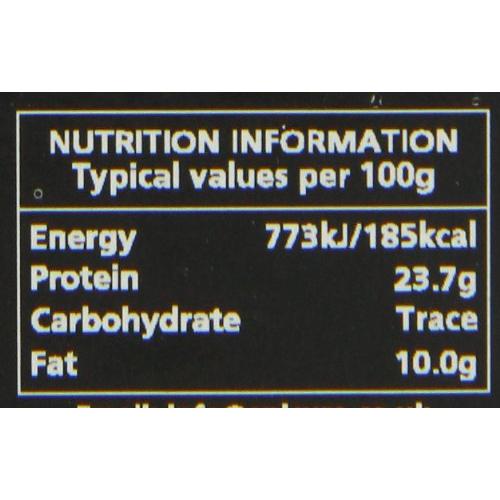 NUTRITION INFORMATION
Typical values per 100g
Energy 773kJ/185kcal
Protein 23.7g
Carbohydrate Trace
Fat 10.0g